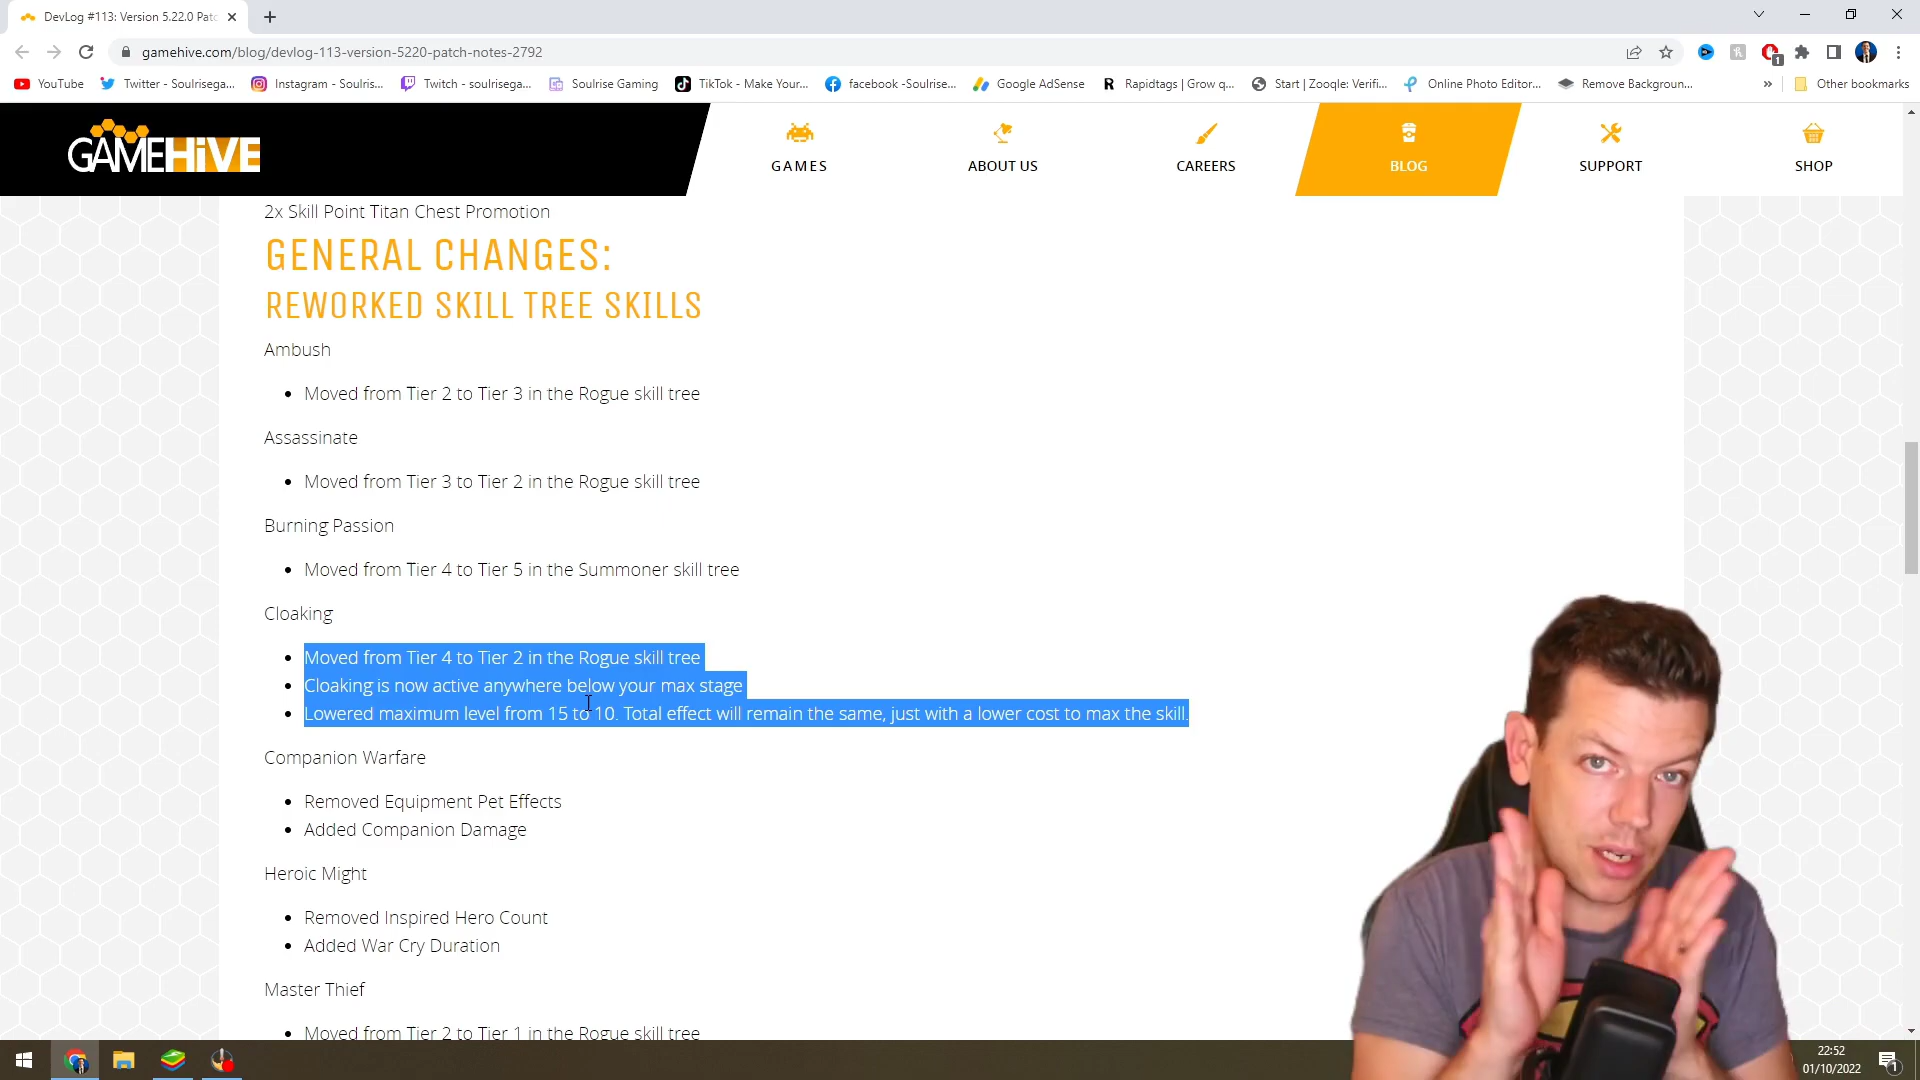 DevLog #113: Version 5.22.0 Patc
gamehive.com/blog/devlog-113-version-5220-patch-notes-2792
1
YouTube
Twitter - Soulrisega...
Instagram - Soulris...
Twitch - soulrisega...
Soulrise Gaming
TikTok - Make Your...
facebook -Soulrise...
Google AdSense
R
Rapidtags | Grow q...
Start | Zoogle: Verifi...
Online Photo Editor...
Remove Backgroun...
»
Other bookmarks
GAMEHIVE
GAMES
ABOUT US
CAREERS
BLOG
SUPPORT
SHOP
2x Skill Point Titan Chest Promotion
GENERAL CHANGES:
REWORKED SKILL TREE SKILLS
Ambush
• Moved from Tier 2 to Tier 3 in the Rogue skill tree
Assassinate
• Moved from Tier 3 to Tier 2 in the Rogue skill tree
Burning Passion
• Moved from Tier 4 to Tier 5 in the Summoner skill tree
Cloaking
• Moved from Tier 4 to Tier 2 in the Rogue skill tree
• Cloaking is now active anywhere below your max stage
• Lowered maximum level from 15 to 10. Total effect will remain the same, just with a lower cost to max the skill.
Companion Warfare
• Removed Equipment Pet Effects
• Added Companion Damage
Heroic Might
• Removed Inspired Hero Count
• Added War Cry Duration
Master Thief
• Moved from Tier 2 to Tier 1 in the Rogue skill tree
22:52
01/10/2022
1